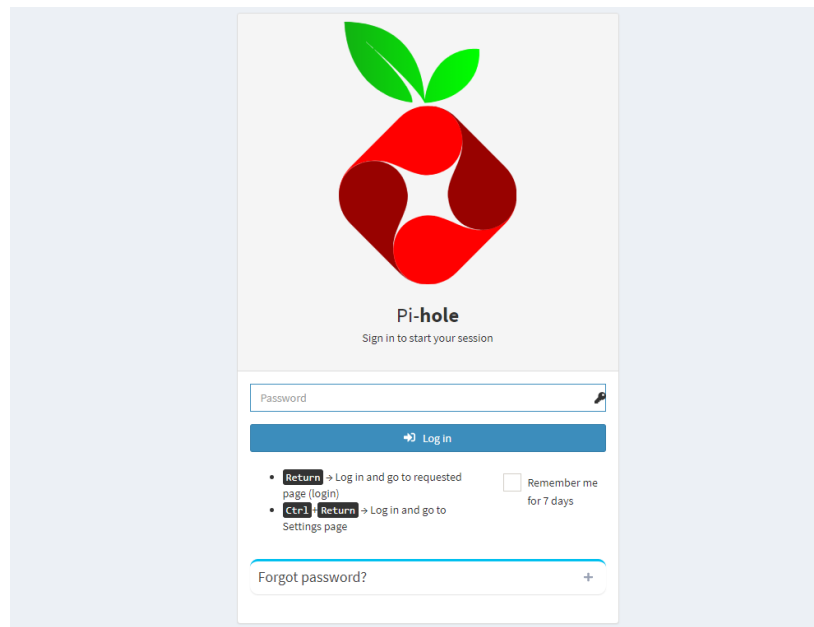 Pi-hole
Sign in to start your session
Password
Log in
Return → Log in and go to requested
page (login)
Ctrl+Return → Log in and go to
Settings page
Remember me
for 7 days
Forgot password?